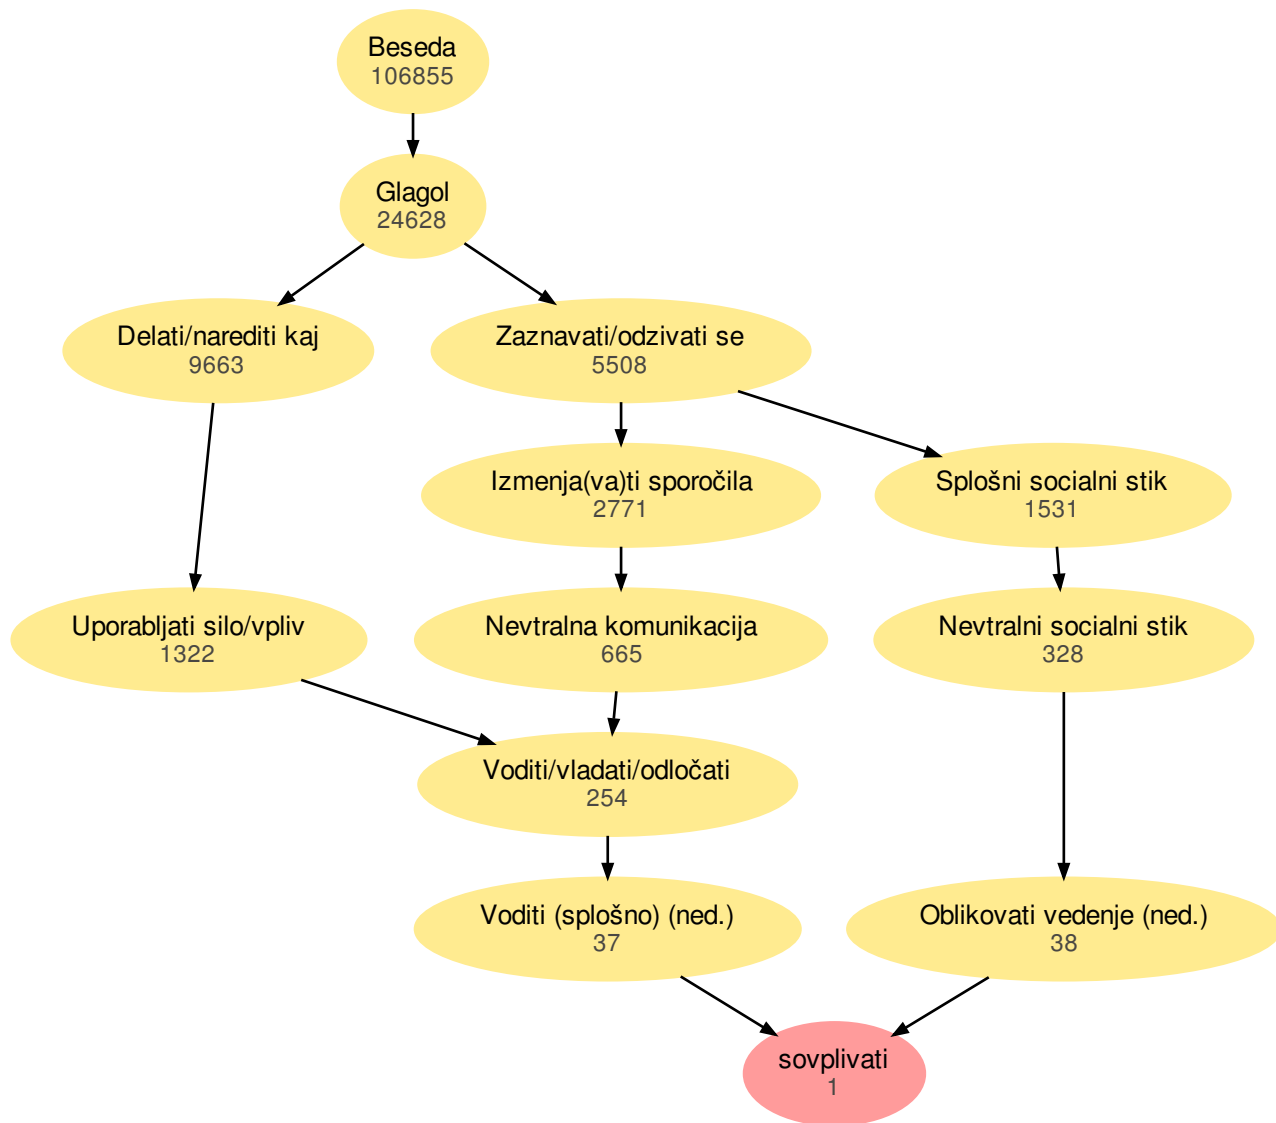 Beseda
106855
Glagol
24628
Delati/narediti kaj
9663
Zaznavati/odzivati se
5508
Izmenja(va)ti sporočila
2771
Splošni socialni stik
1531
Uporabljati silo/vpliv
1322
Nevtralna komunikacija
665
Nevtralni socialni stik
328
Voditi/vladati/odločati
254
Voditi (splošno) (ned.)
37
Oblikovati vedenje (ned.)
38
sovplivati
1